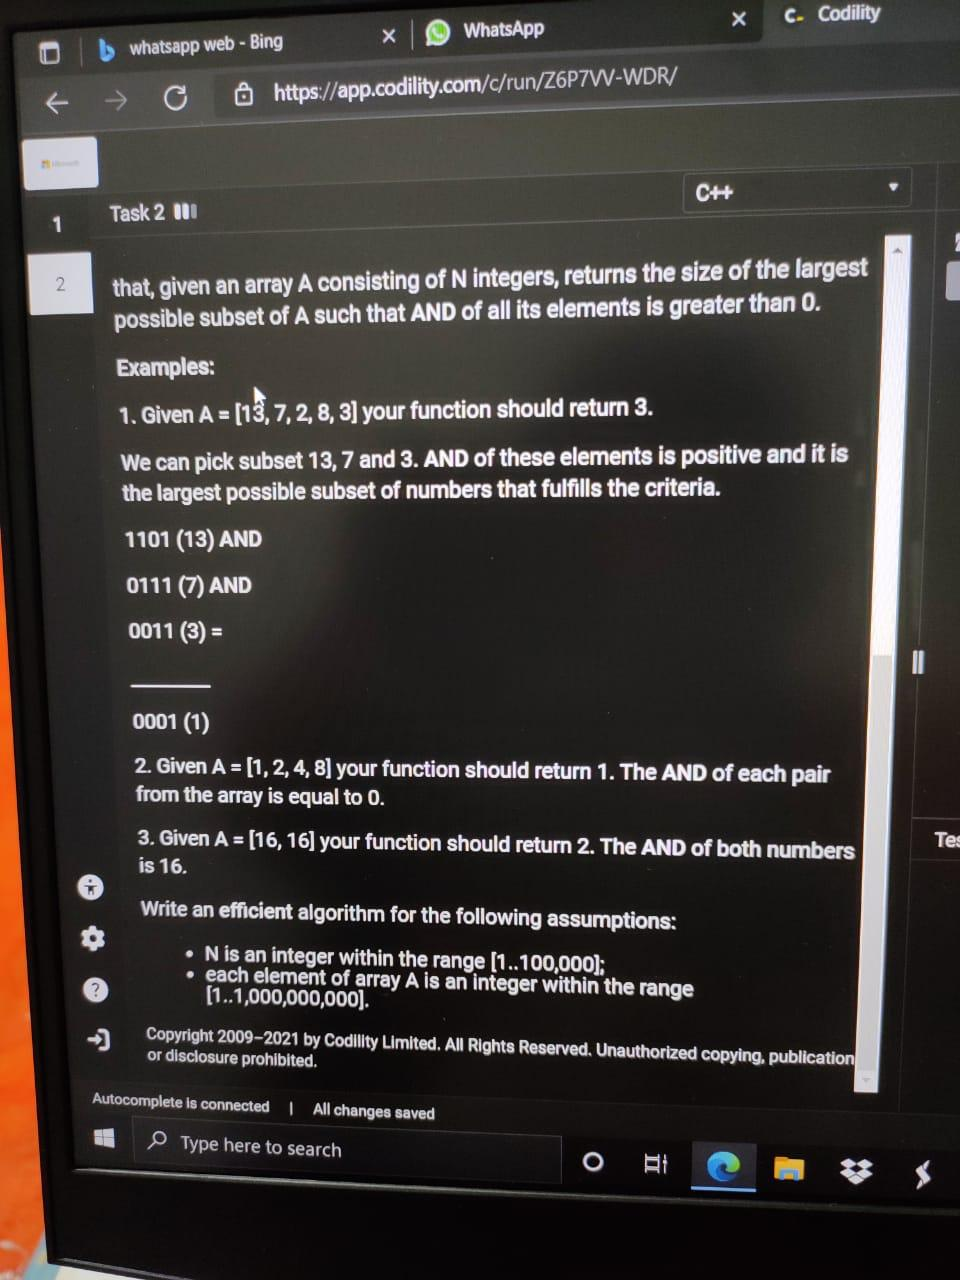 whatsapp web - Bing
WhatsApp
C- Codility
https://app.codility.com/c/run/Z6P7VV-WDR/
Microsoft
1
Task 2
C++
2
that, given an array A consisting of N integers, returns the size of the largest
possible subset of A such that AND of all its elements is greater than 0.
Examples:
1. Given A = [13, 7, 2, 8, 3] your function should return 3.
We can pick subset 13, 7 and 3. AND of these elements is positive and it is
the largest possible subset of numbers that fulfills the criteria.
1101 (13) AND
0111 (7) AND
0011 (3) =
0001 (1)
2. Given A = [1, 2, 4, 8] your function should return 1. The AND of each pair
from the array is equal to 0.
3. Given A = [16, 16] your function should return 2. The AND of both numbers
is 16.
Write an efficient algorithm for the following assumptions:
• N is an integer within the range [1..100,000];
• each element of array A is an integer within the range
[1..1,000,000,000].
Copyright 2009–2021 by Codility Limited. All Rights Reserved. Unauthorized copying, publication
or disclosure prohibited.
Tes
Autocomplete is connected | All changes saved
Type here to search